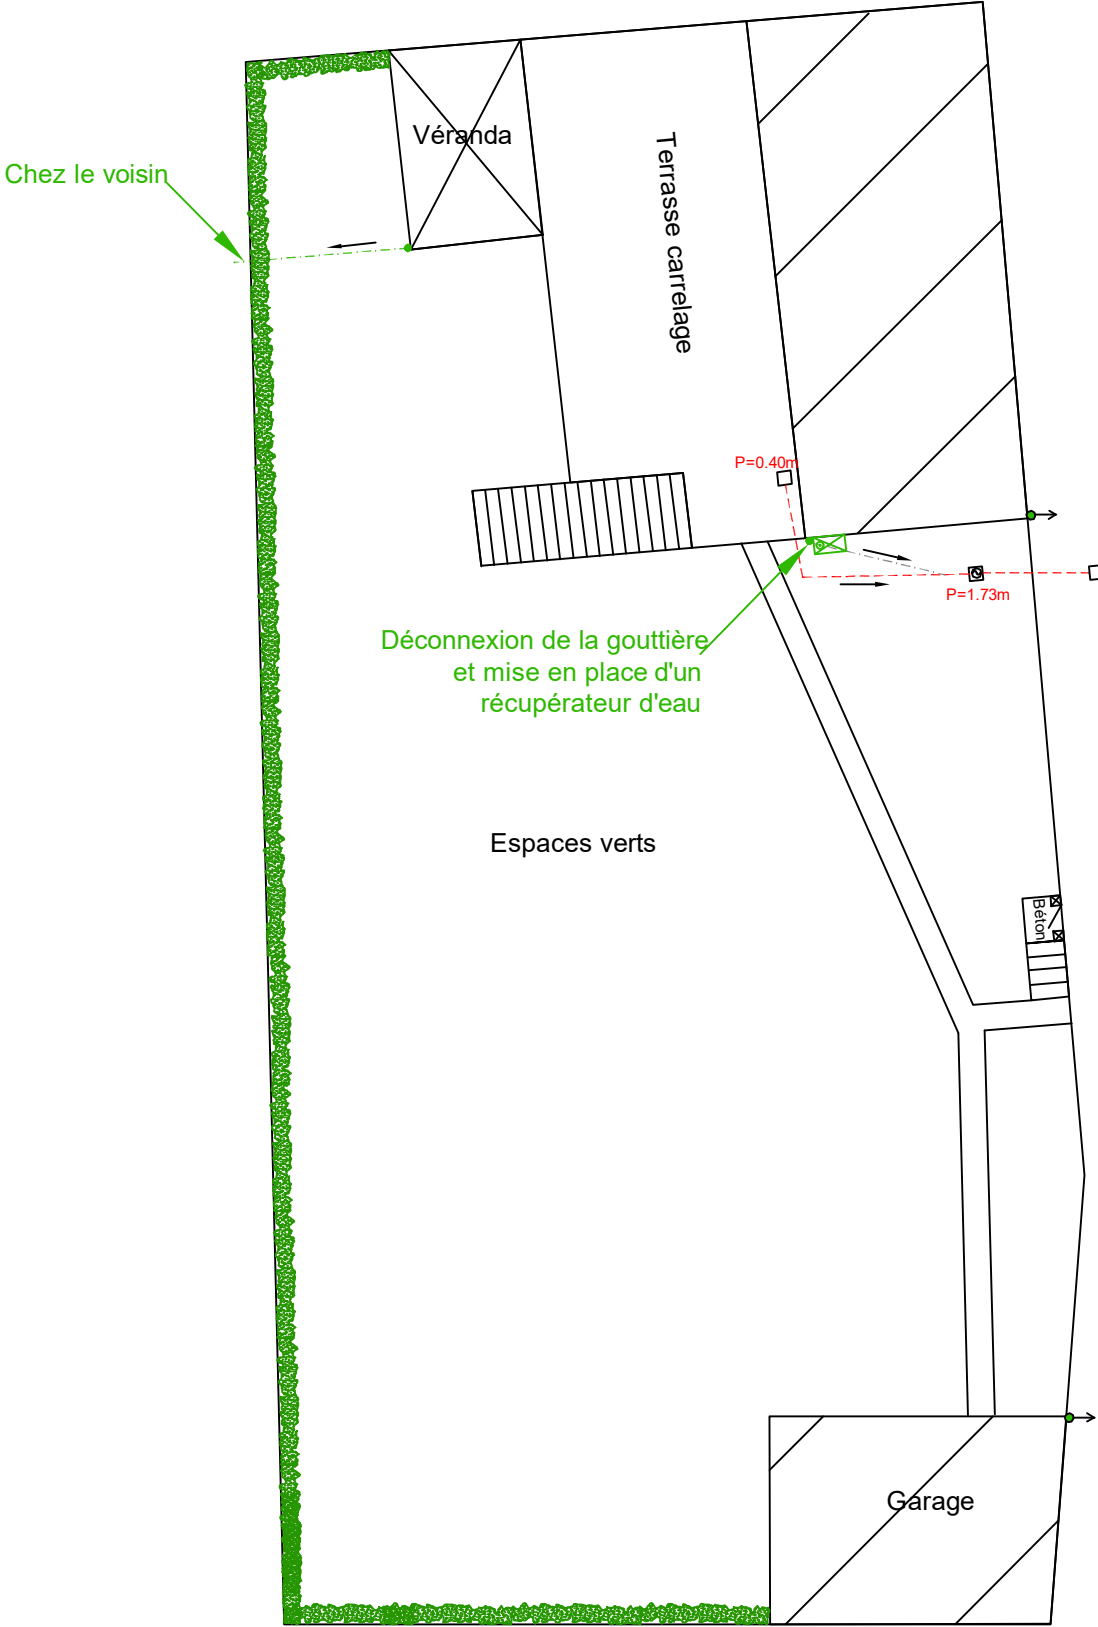 Véranda
Chez le voisin
Terrasse carrelage
P=0.40m
P=1.73m
Déconnexion de la gouttière
et mise en place d'un
récupérateur d'eau
Espaces verts
Béton
Garage